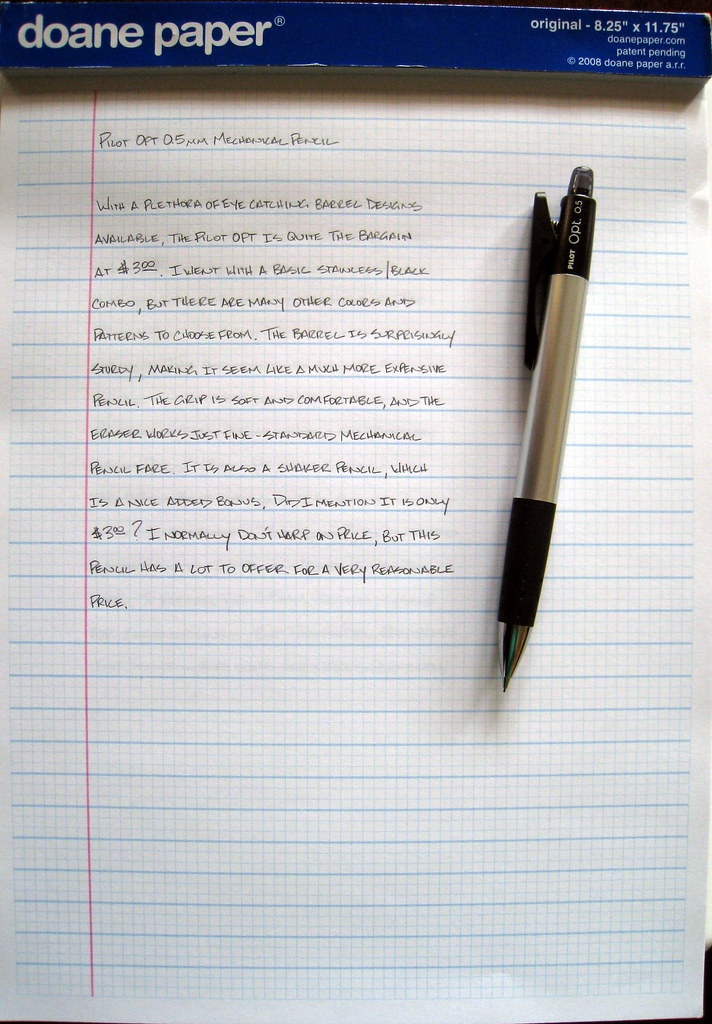 doane paper®
original - 8.25" x 11.75"
doanepaper.com
patent pending
© 2008 doane paper a.r.r.
PILOT OPT 0.5MM MECHANICAL PENCIL
WITH A PLETHORA OF EYE CATCHING BARREL DESIGNS
AVAILABLE, THE PILOT OPT IS QUITE THE BARGAIN
AT $3.00. I WENT WITH A BASIC STAINLESS/BLACK
COMBO, BUT THERE ARE MANY OTHER COLORS AND
PATTERNS TO CHOOSE FROM. THE BARREL IS SURPRISINGLY
STURDY, MAKING IT SEEM LIKE A MUCH MORE EXPENSIVE
PENCIL. THE GRIP IS SOFT AND COMFORTABLE, AND THE
ERASER WORKS JUST FINE - STANDARD MECHANICAL
PENCIL FARE. IT IS ALSO A SHAKER PENCIL, WHICH
IS A NICE ADDED BONUS. DID I MENTION IT IS ONLY
$3.00? I NORMALLY DON'T HARP ON PRICE, BUT THIS
PENCIL HAS A LOT TO OFFER FOR A VERY REASONABLE
PRICE.
PILOT Opt. 0.5